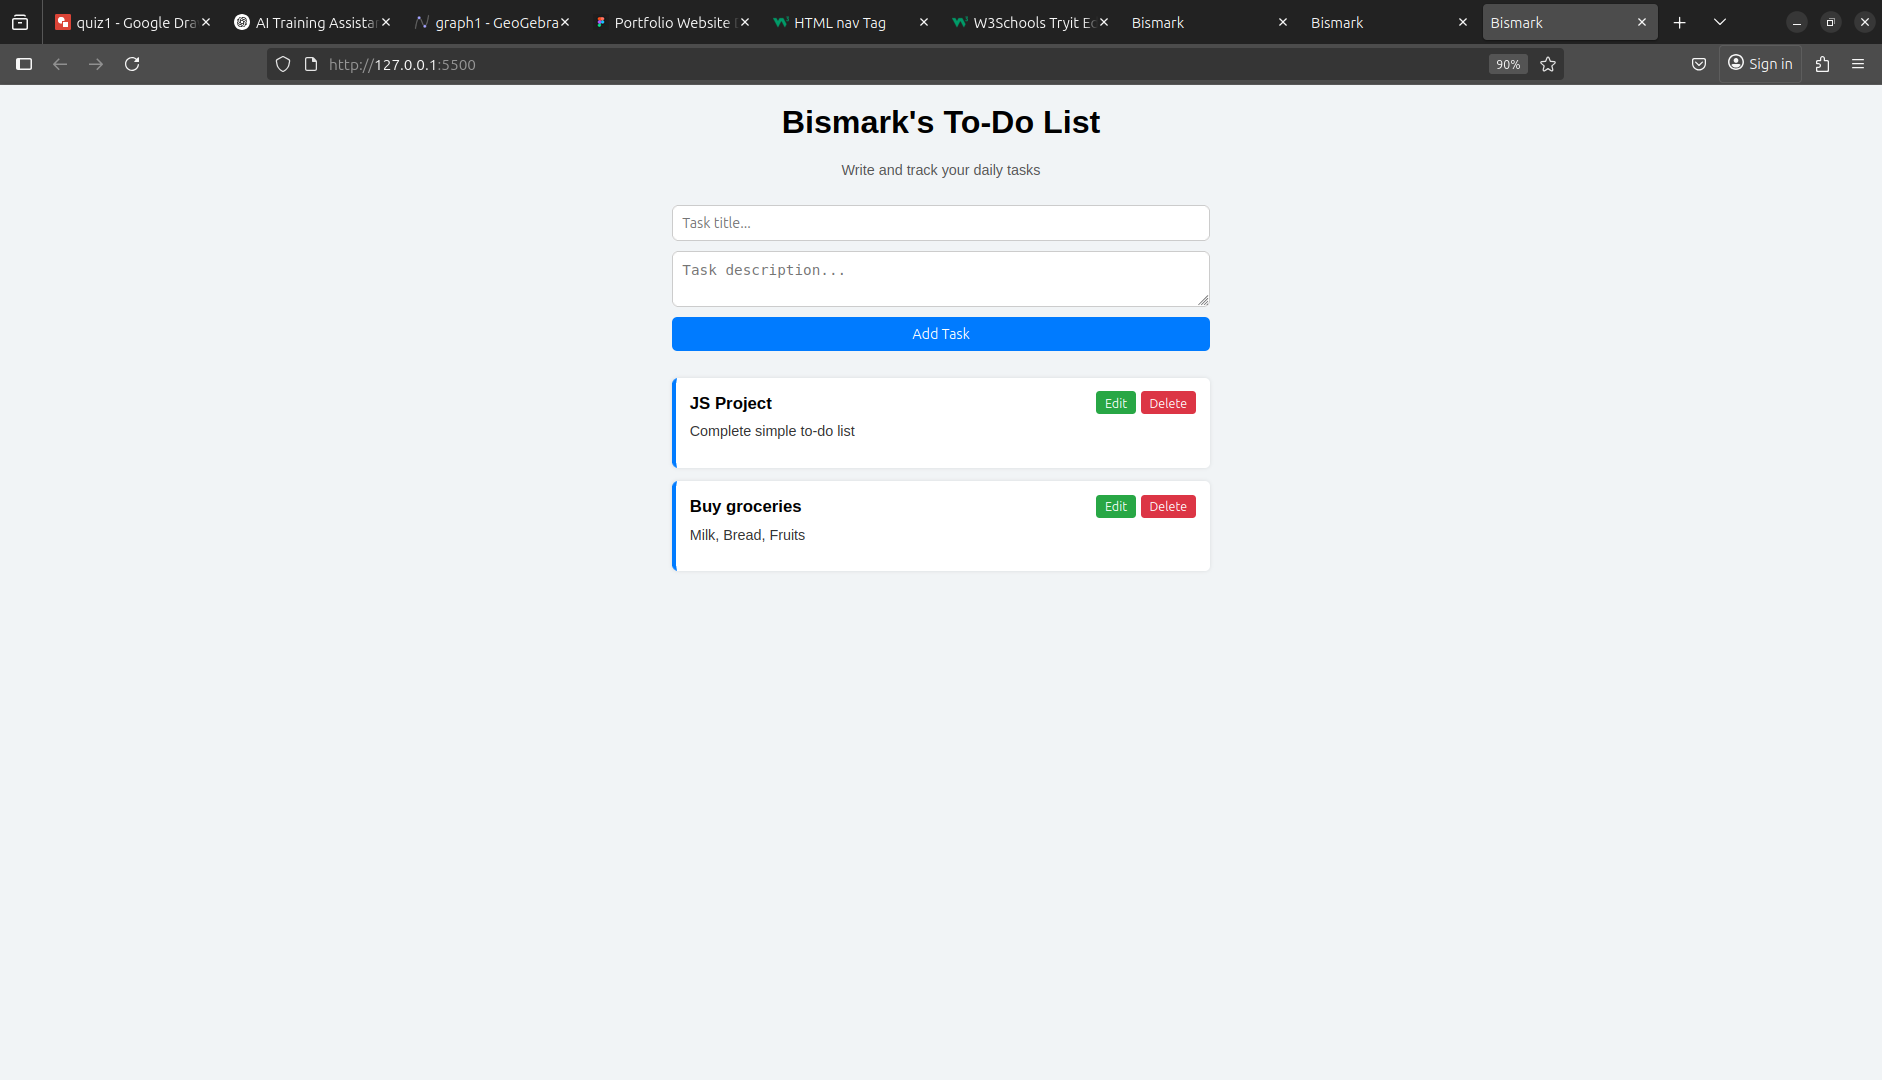 quiz1 - Google Dra
AI Training Assista
graph1 - GeoGebra
Portfolio Website
HTML nav Tag
W3Schools Tryit Ec
Bismark
Bismark
Bismark
http://127.0.0.1:5500
90%
Sign in
Bismark's To-Do List
Write and track your daily tasks
Task title...
Task description...
Add Task
JS Project
Edit
Delete
Complete simple to-do list
Buy groceries
Edit
Delete
Milk, Bread, Fruits